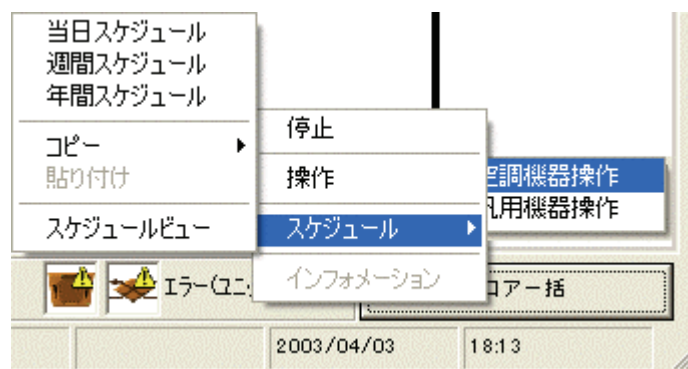 当日スケジュール
週間スケジュール
年間スケジュール
コピー
貼り付け
スケジュールビュー
停止
操作
スケジュール
インフォメーション
空調機器操作
汎用機器操作
エラー(ユニッ
ロアー括
2003/04/03
18:13